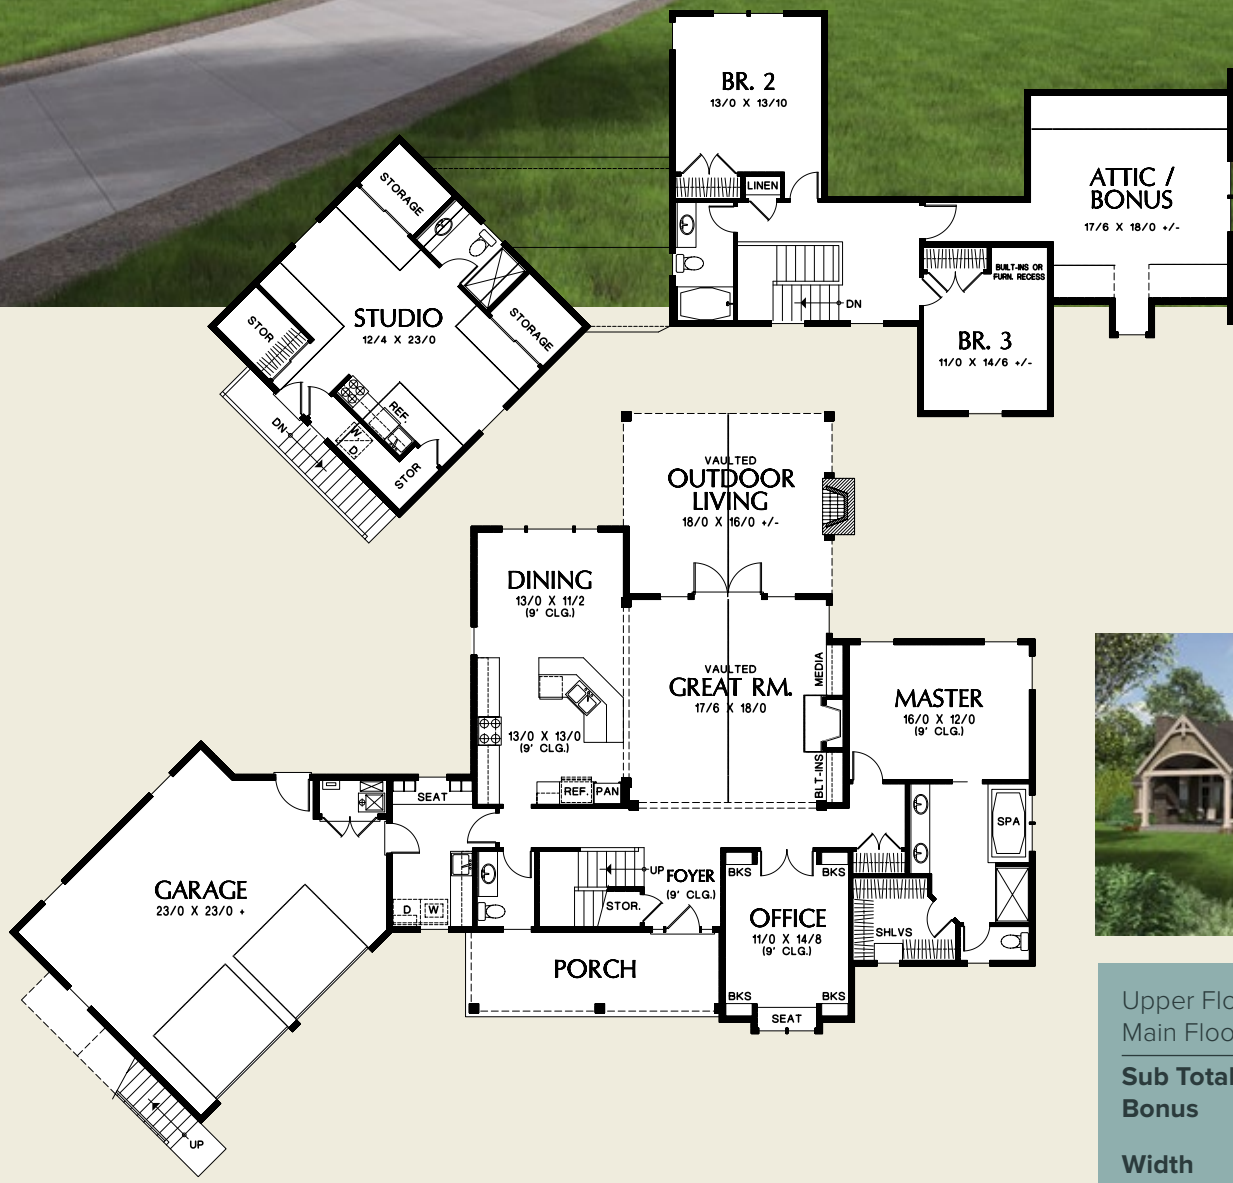 BR. 2
13/0 X 13/10
LINEN
DN
ATTIC /
BONUS
17/6 X 18/0 +/-
BUILT-INS OR
FURN. RECESS
BR. 3
11/0 X 14/6 +/-
STORAGE
STUDIO
12/4 X 23/0
STORAGE
STOR
REF.
W
D
STOR
DN
VAULTED
OUTDOOR
LIVING
18/0 X 16/0 +/-
DINING
13/0 X 11/2
(9' CLG.)
VAULTED
GREAT RM.
17/6 X 18/0
MEDIA
BLT-INS
MASTER
16/0 X 12/0
(9' CLG.)
13/0 X 13/0
(9' CLG.)
REF.
PAN
SEAT
SPA
GARAGE
23/0 X 23/0 +
D
W
UP
STOR.
FOYER
(9' CLG.)
BKS
BKS
OFFICE
11/0 X 14/8
(9' CLG.)
BKS
BKS
SEAT
SHLVS
PORCH
UP
Upper Flo
Main Floo
Sub Total
Bonus
Width